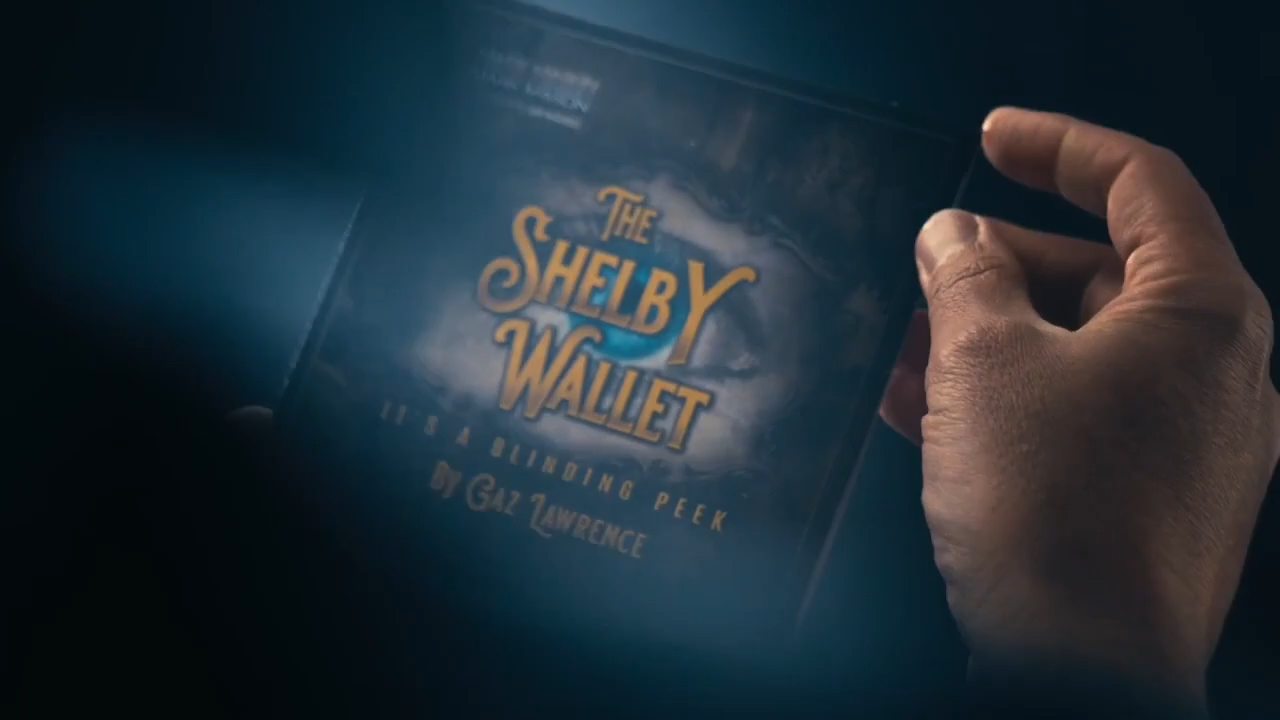 THE
SHELBY
WALLET
IT'S A BLINDING PEEK
BY GAZ LAWRENCE